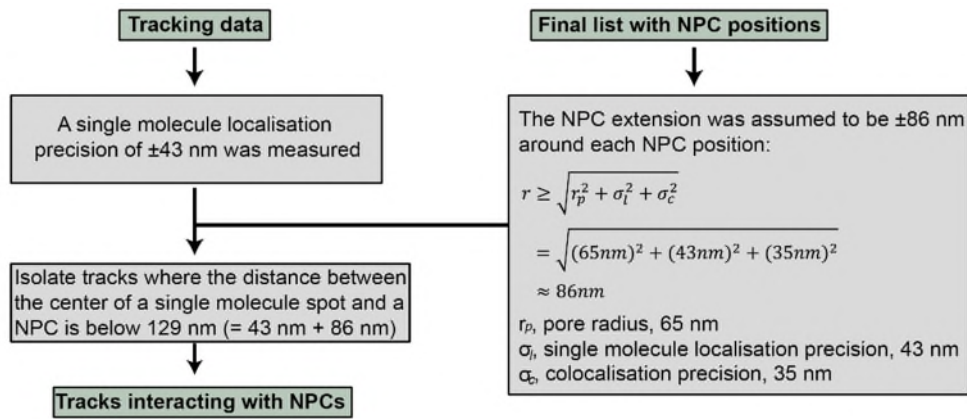 Tracking data
A single molecule localisation
precision of ±43 nm was measured
Isolate tracks where the distance between
the center of a single molecule spot and a
NPC is below 129 nm (= 43 nm + 86 nm)
Tracks interacting with NPCs
Final list with NPC positions
The NPC extension was assumed to be ±86 nm
around each NPC position:
r ≥ √(r_p² + σ_l² + σ_c²)
= √((65nm)² + (43nm)² + (35nm)²)
≈ 86nm
rₚ, pore radius, 65 nm
σₗ, single molecule localisation precision, 43 nm
σ_c, colocalisation precision, 35 nm